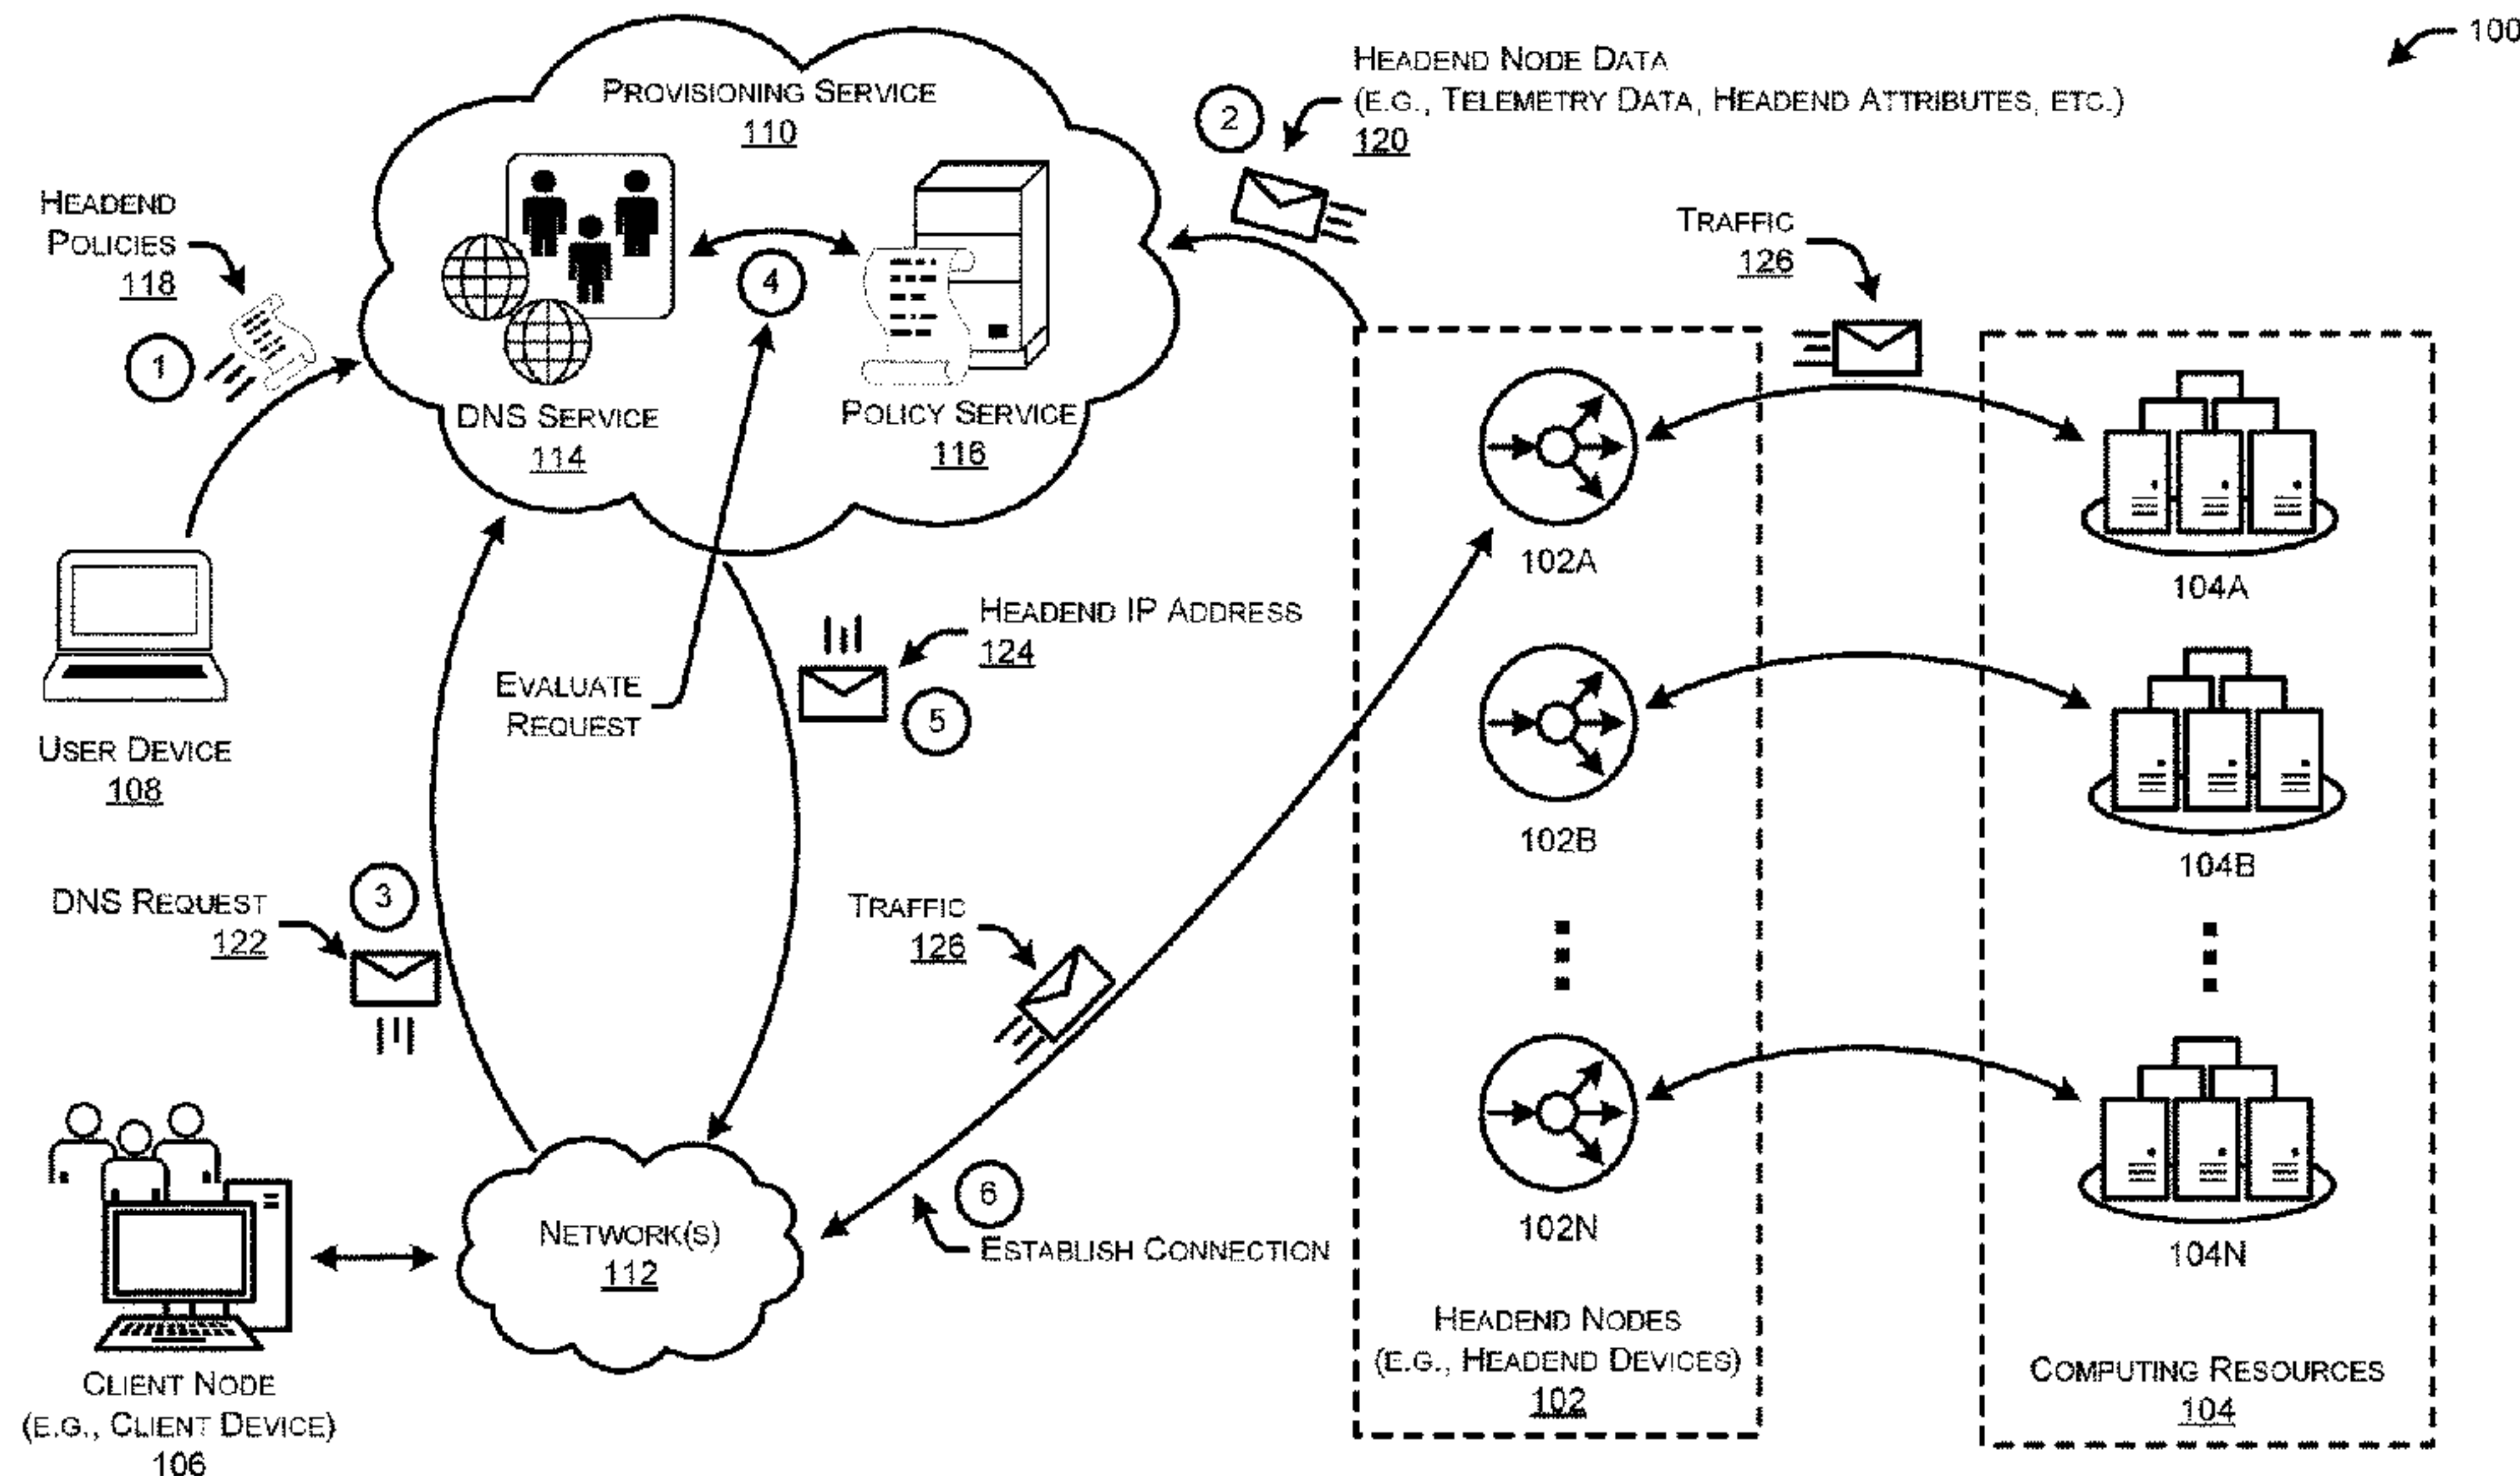 100
PROVISIONING SERVICE
110
2
HEADEND NODE DATA
(E.G., TELEMETRY DATA, HEADEND ATTRIBUTES, ETC.)
120
HEADEND
POLICIES
118
1
4
DNS SERVICE
114
POLICY SERVICE
116
TRAFFIC
126
102A
104A
USER DEVICE
108
EVALUATE
REQUEST
HEADEND IP ADDRESS
124
5
102B
104B
DNS REQUEST
122
3
TRAFFIC
126
6
ESTABLISH CONNECTION
NETWORK(S)
112
102N
104N
CLIENT NODE
(E.G., CLIENT DEVICE)
106
HEADEND NODES
(E.G., HEADEND DEVICES)
102
COMPUTING RESOURCES
104